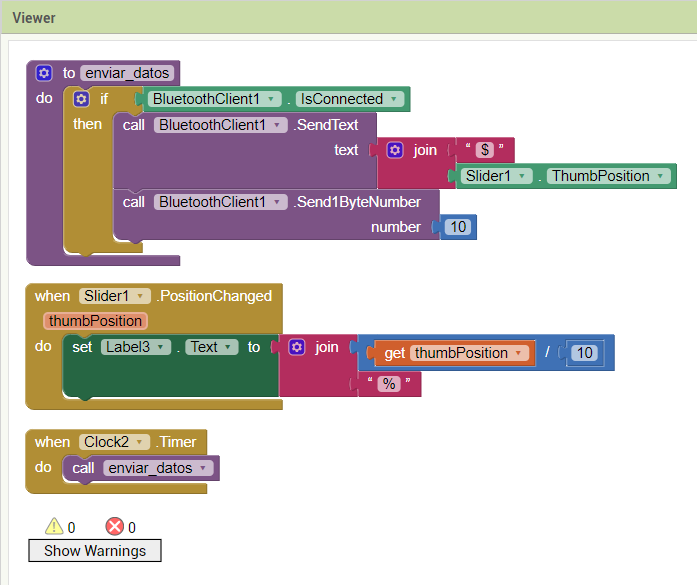 Viewer
to enviar_datos
do if BluetoothClient1 . IsConnected
then call BluetoothClient1 .SendText
text join “ $ ”
Slider1 . ThumbPosition
call BluetoothClient1 .Send1ByteNumber
number 10
when Slider1 .PositionChanged
thumbPosition
do set Label3 . Text to join get thumbPosition / 10
“ % ”
when Clock2 .Timer
do call enviar_datos
0 0
Show Warnings